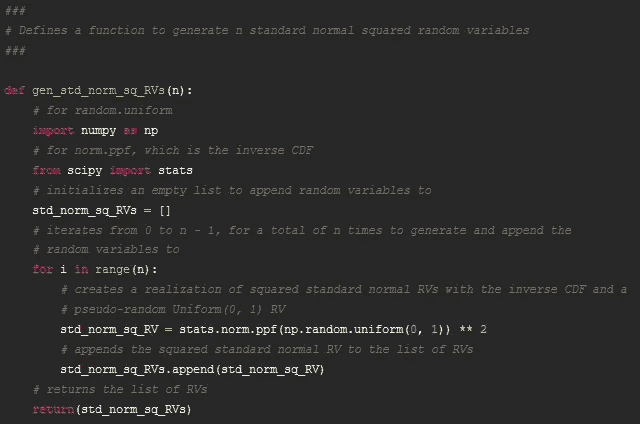 ###
# Defines a function to generate n standard normal squared random variables
###
def gen_std_norm_sq_RVs(n):
# for random.uniform
import numpy as np
# for norm.ppf, which is the inverse CDF
from scipy import stats
# initializes an empty list to append random variables to
std_norm_sq_RVs = []
# iterates from 0 to n - 1, for a total of n times to generate and append the
# random variables to
for i in range(n):
# creates a realization of squared standard normal RVs with the inverse CDF and a
# pseudo-random Uniform(0, 1) RV
std_norm_sq_RV = stats.norm.ppf(np.random.uniform(0, 1)) ** 2
# appends the squared standard normal RV to the list of RVs
std_norm_sq_RVs.append(std_norm_sq_RV)
# returns the list of RVs
return(std_norm_sq_RVs)